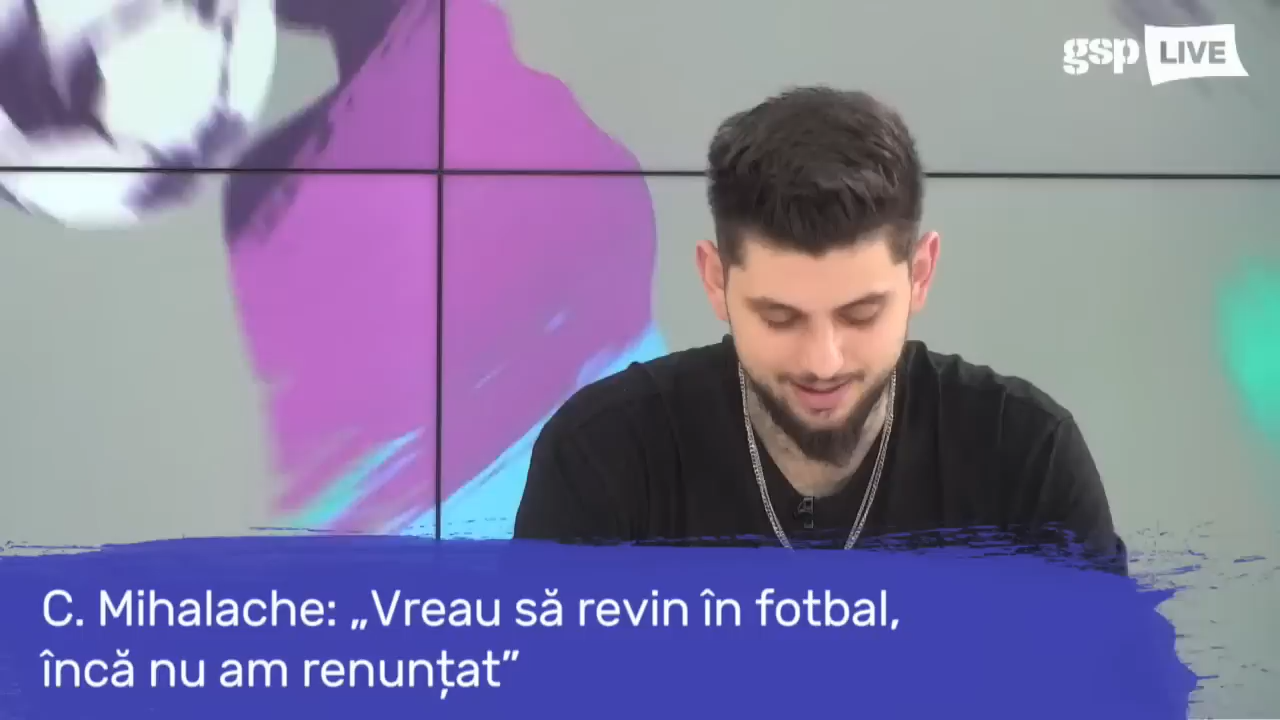 gsp LIVE
C. Mihalache: „Vreau să revin în fotbal,
încă nu am renunțat”